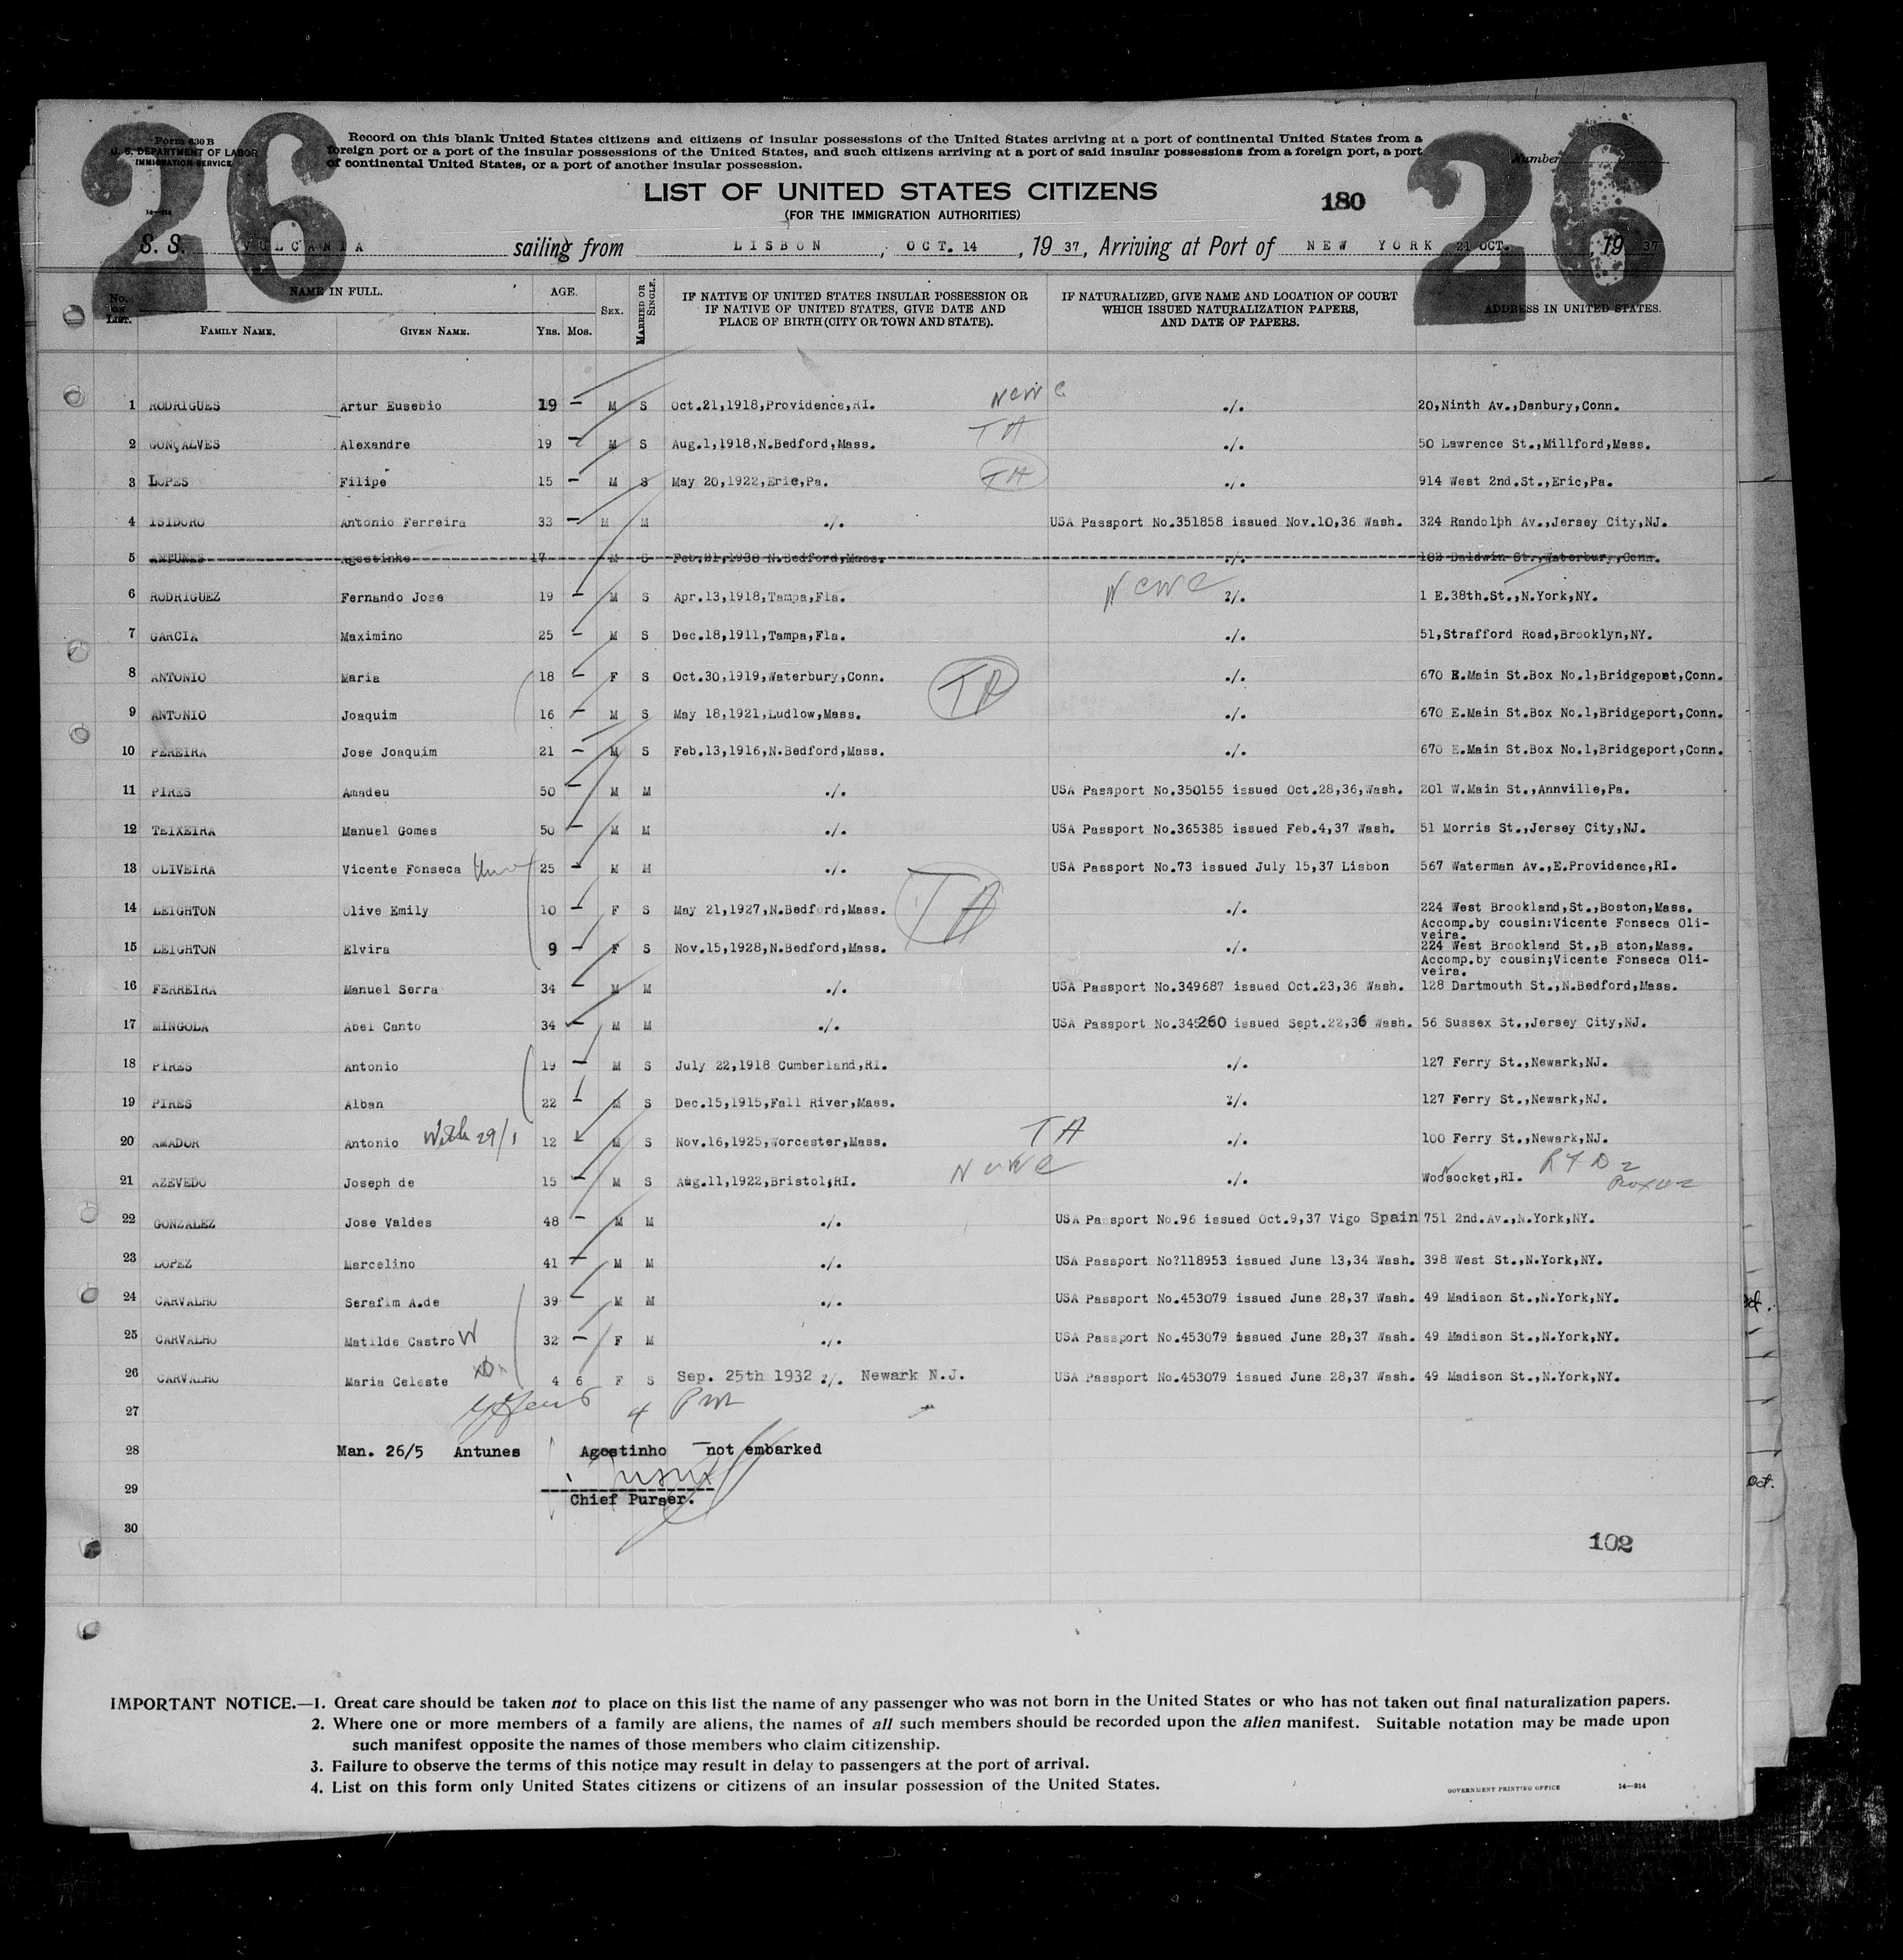 26
26
Form 630 B
U. S. DEPARTMENT OF LABOR
IMMIGRATION SERVICE
14—214
Record on this blank United States citizens and citizens of insular possessions of the United States arriving at a port of continental United States from a
foreign port or a port of the insular possessions of the United States, and such citizens arriving at a port of said insular possessions from a foreign port, a port
of continental United States, or a port of another insular possession.
Number
LIST OF UNITED STATES CITIZENS
(FOR THE IMMIGRATION AUTHORITIES)
180
S. S. VULCANIA sailing from LISBON, OCT. 14, 19 37, Arriving at Port of NEW YORK 21 OCT., 19 37
No. on List. NAME IN FULL. FAMILY NAME. GIVEN NAME. AGE. Yrs. Mos. SEX. MARRIED OR SINGLE. IF NATIVE OF UNITED STATES INSULAR POSSESSION OR IF NATIVE OF UNITED STATES, GIVE DATE AND PLACE OF BIRTH (CITY OR TOWN AND STATE). IF NATURALIZED, GIVE NAME AND LOCATION OF COURT WHICH ISSUED NATURALIZATION PAPERS, AND DATE OF PAPERS. ADDRESS IN UNITED STATES.
1 RODRIGUES Artur Eusebio 19 — M S Oct.21,1918,Providence,RI. NewC ./. 20,Ninth Av.,Danbury,Conn.
2 GONÇALVES Alexandre 19 — M S Aug.1,1918,N.Bedford,Mass. TA ./. 50 Lawrence St.,Millford,Mass.
3 LOPES Filipe 15 — M S May 20,1922,Eric,Pa. TA ./. 914 West 2nd.St.,Eric,Pa.
4 ISIDORO Antonio Ferreira 33 — M M ./. USA Passport No.351858 issued Nov.10,36 Wash. 324 Randolph Av.,Jersey City,NJ.
5 ANTUNES Agostinho 17 M S Feb.21,1930 N.Bedford,Mass. ./. 182 Baldwin St.,Waterbury,Conn.
6 RODRIGUEZ Fernando Jose 19 — M S Apr.13,1918,Tampa,Fla. NewC ?/. 1 E.38th.St.,N.York,NY.
7 GARCIA Maximino 25 — M S Dec.18,1911,Tampa,Fla. ./. 51,Strafford Road,Brooklyn,NY.
8 ANTONIO Maria 18 — F S Oct.30,1919,Waterbury,Conn. TA ./. 670 E.Main St.Box No.1,Bridgeport,Conn.
9 ANTONIO Joaquim 16 — M S May 18,1921,Ludlow,Mass. ./. 670 E.Main St.Box No.1,Bridgeport,Conn.
10 PEREIRA Jose Joaquim 21 — M S Feb.13,1916,N.Bedford,Mass. ./. 670 E.Main St.Box No.1,Bridgeport,Conn.
11 PIRES Amadeu 50 — M M ./. USA Passport No.350155 issued Oct.28,36,Wash. 201 W.Main St.,Annville,Pa.
12 TEIXEIRA Manuel Gomes 50 — M M ./. USA Passport No.365385 issued Feb.4,37 Wash. 51 Morris St.,Jersey City,NJ.
13 OLIVEIRA Vicente Fonseca 25 — M M ./. USA Passport No.73 issued July 15,37 Lisbon 567 Waterman Av.,E.Providence,RI.
14 LEIGHTON Olive Emily 10 — F S May 21,1927,N.Bedford,Mass. TA ./. 224 West Brookland,St.,Boston,Mass.
Accomp.by cousin:Vicente Fonseca Oli-
veira.
15 LEIGHTON Elvira 9 — F S Nov.15,1928,N.Bedford,Mass. ./. 224 West Brookland St.,B ston,Mass.
Accomp.by cousin;Vicente Fonseca Oli-
veira.
16 FERREIRA Manuel Serra 34 — M M ./. USA Passport No.349687 issued Oct.23,36 Wash. 128 Dartmouth St.,N.Bedford,Mass.
17 MINGOLA Abel Canto 34 — M M ./. USA Passport No.345260 issued Sept.22,36 Wash. 56 Sussex St.,Jersey City,NJ.
18 PIRES Antonio 19 — M S July 22,1918 Cumberland,RI. ./. 127 Ferry St.,Newark,NJ.
19 PIRES Alban 22 — M S Dec.15,1915,Fall River,Mass. ?/. 127 Ferry St.,Newark,NJ.
20 AMADOR Antonio With 29/1 12 — M S Nov.16,1925,Worcester,Mass. TA ./. 100 Ferry St.,Newark,NJ.
21 AZEVEDO Joseph de 15 — M S Aug.11,1922,Bristol,RI. NewC ./. Woosocket,RI. RFD 2
22 GONZALEZ Jose Valdes 48 — M M ./. USA Passport No.96 issued Oct.9,37 Vigo Spain 751 2nd.Av.,N.York,NY.
23 LOPEZ Marcelino 41 — M M ./. USA Passport No?118953 issued June 13,34 Wash. 398 West St.,N.York,NY.
24 CARVALHO Serafim A.de 39 — M M ./. USA Passport No.453079 issued June 28,37 Wash. 49 Madison St.,N.York,NY.
25 CARVALHO Matilde Castro W 32 — F M ./. USA Passport No.453079 issued June 28,37 Wash. 49 Madison St.,N.York,NY.
26 CARVALHO Maria Celeste 4 6 F S Sep. 25th 1932 ?/. Newark N.J. USA Passport No.453079 issued June 28,37 Wash. 49 Madison St.,N.York,NY.
27
28 Man. 26/5 Antunes Agostinho —not embarked
29 Chief Purser.
30
102
Oct.
IMPORTANT NOTICE.—1. Great care should be taken not to place on this list the name of any passenger who was not born in the United States or who has not taken out final naturalization papers.
2. Where one or more members of a family are aliens, the names of all such members should be recorded upon the alien manifest. Suitable notation may be made upon
such manifest opposite the names of those members who claim citizenship.
3. Failure to observe the terms of this notice may result in delay to passengers at the port of arrival.
4. List on this form only United States citizens or citizens of an insular possession of the United States.
GOVERNMENT PRINTING OFFICE 14—214